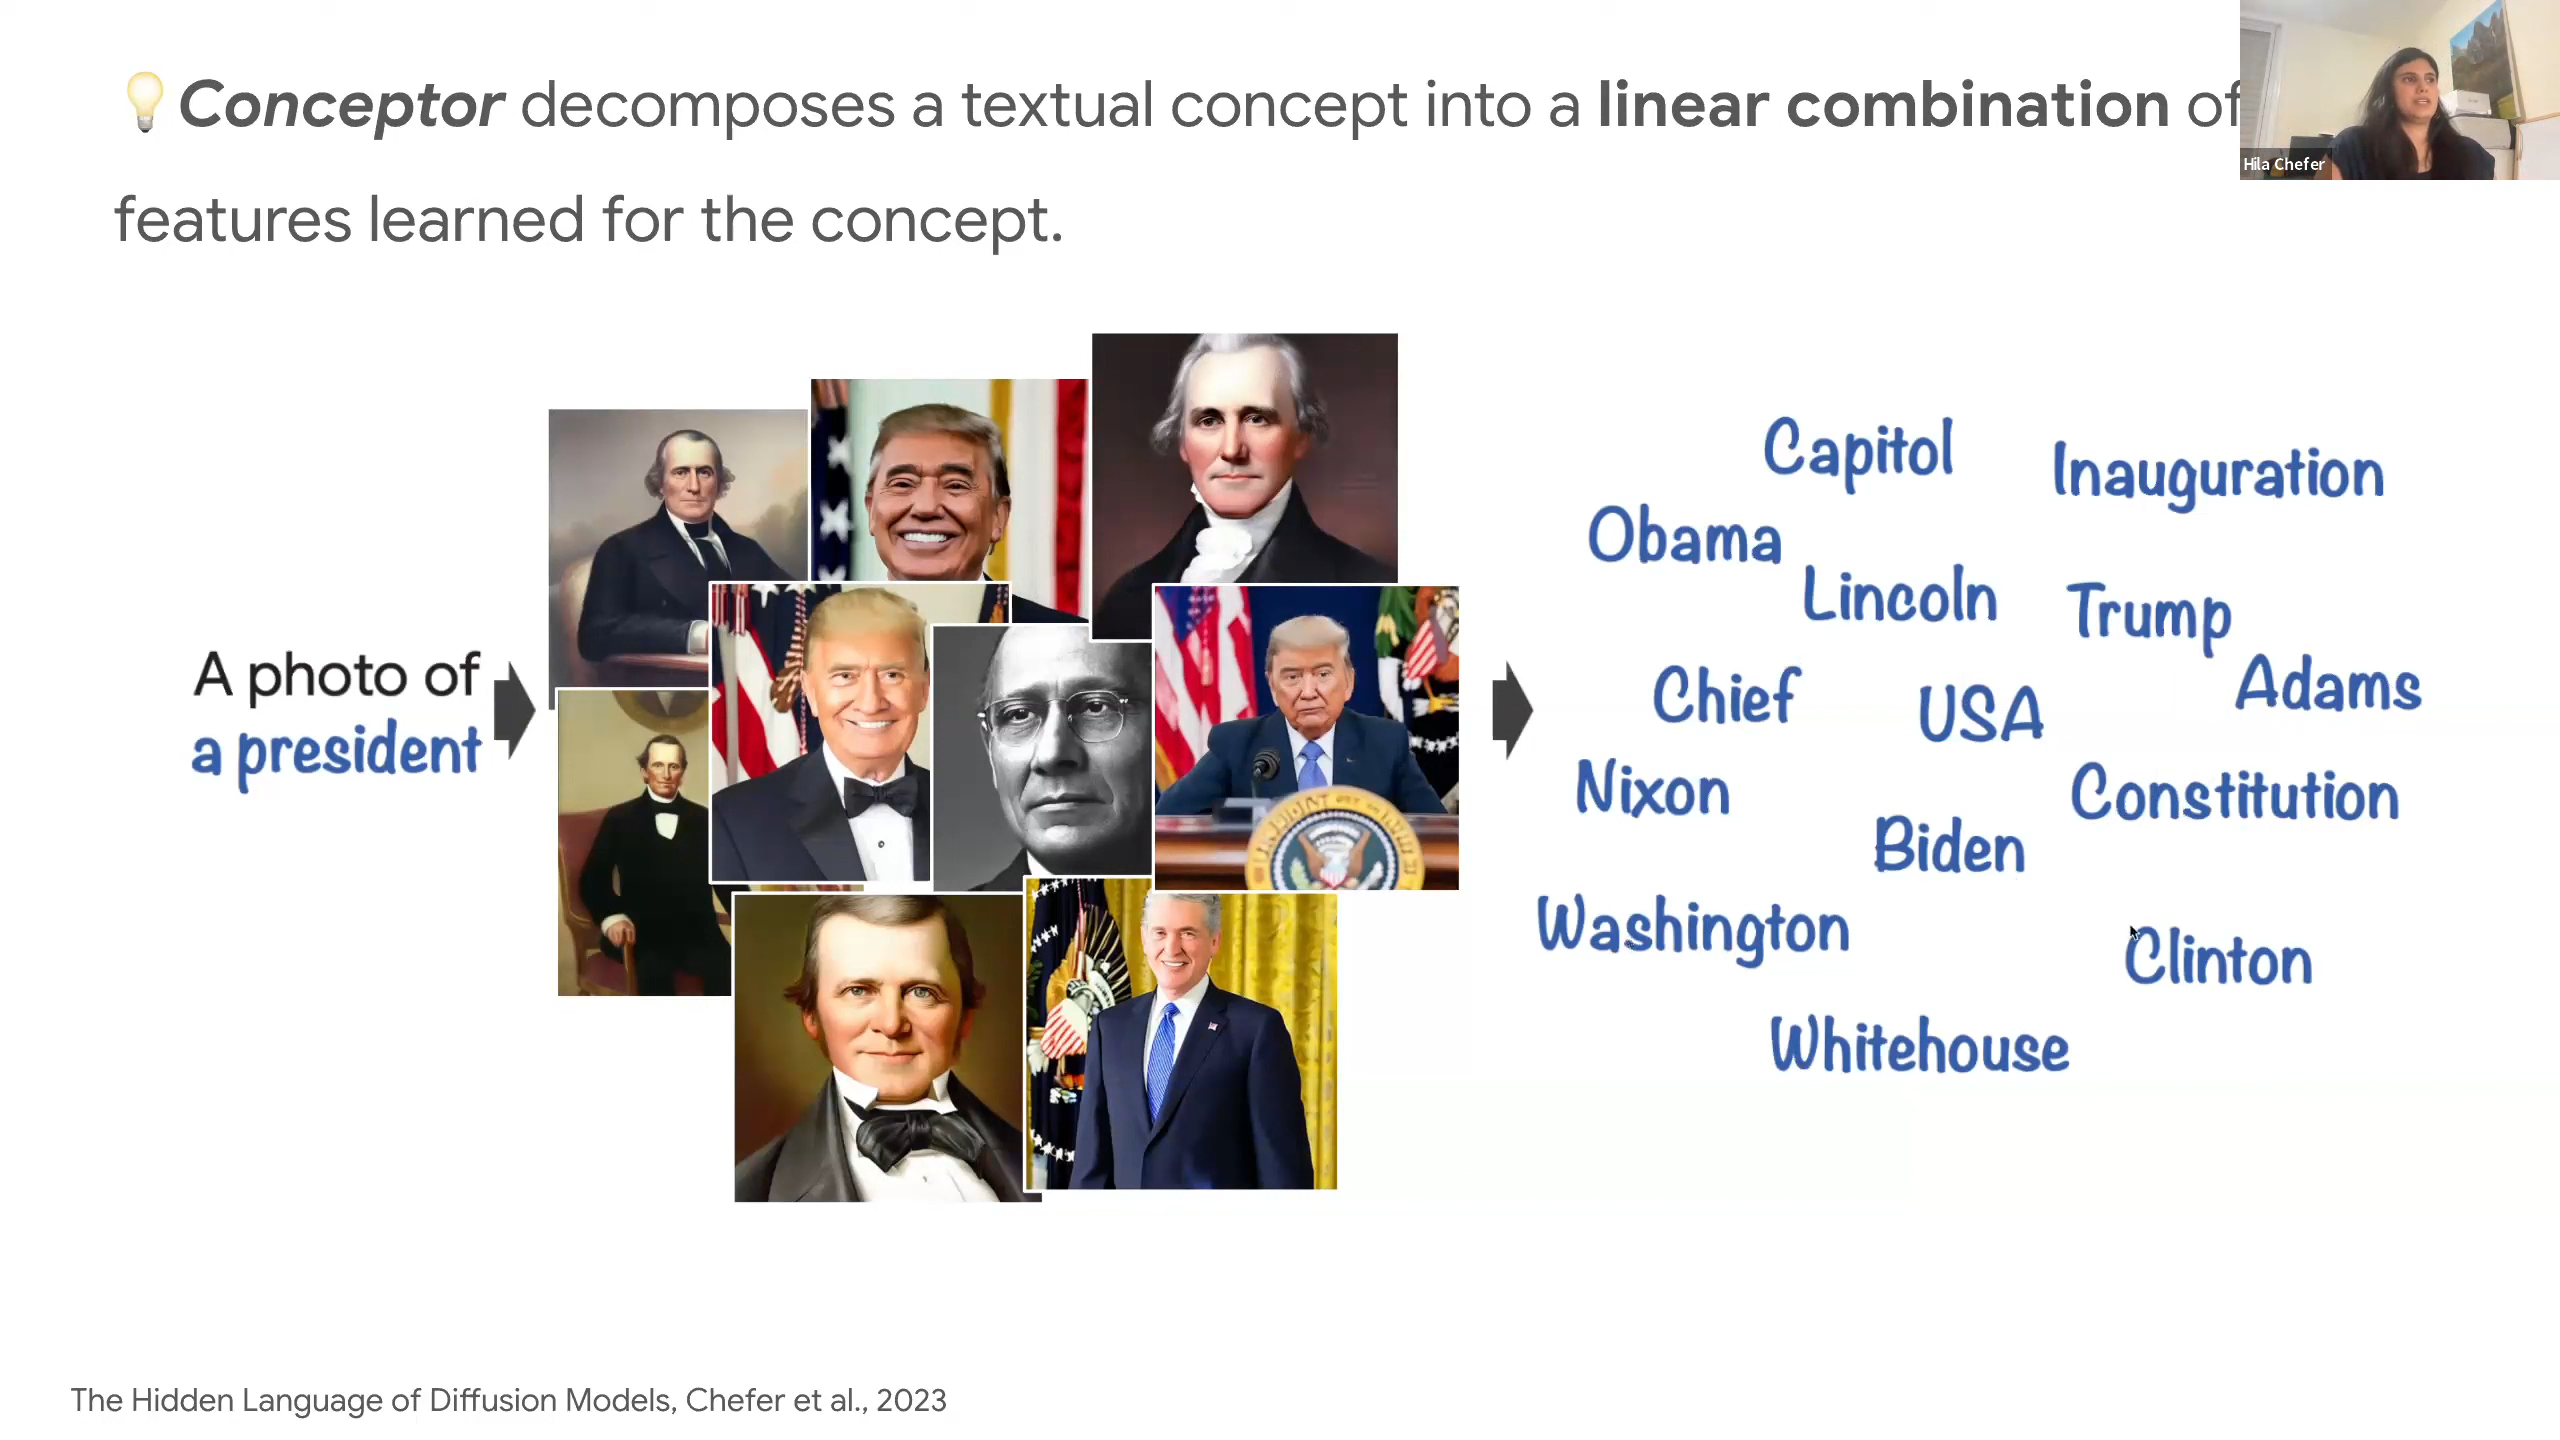 Conceptor decomposes a textual concept into a linear combination of
Hila Chefer
features learned for the concept.
A photo of
a president
Capitol
Inauguration
Obama
Lincoln
Trump
Chief
USA
Adams
Nixon
Constitution
Biden
Washington
Clinton
Whitehouse
The Hidden Language of Diffusion Models, Chefer et al., 2023